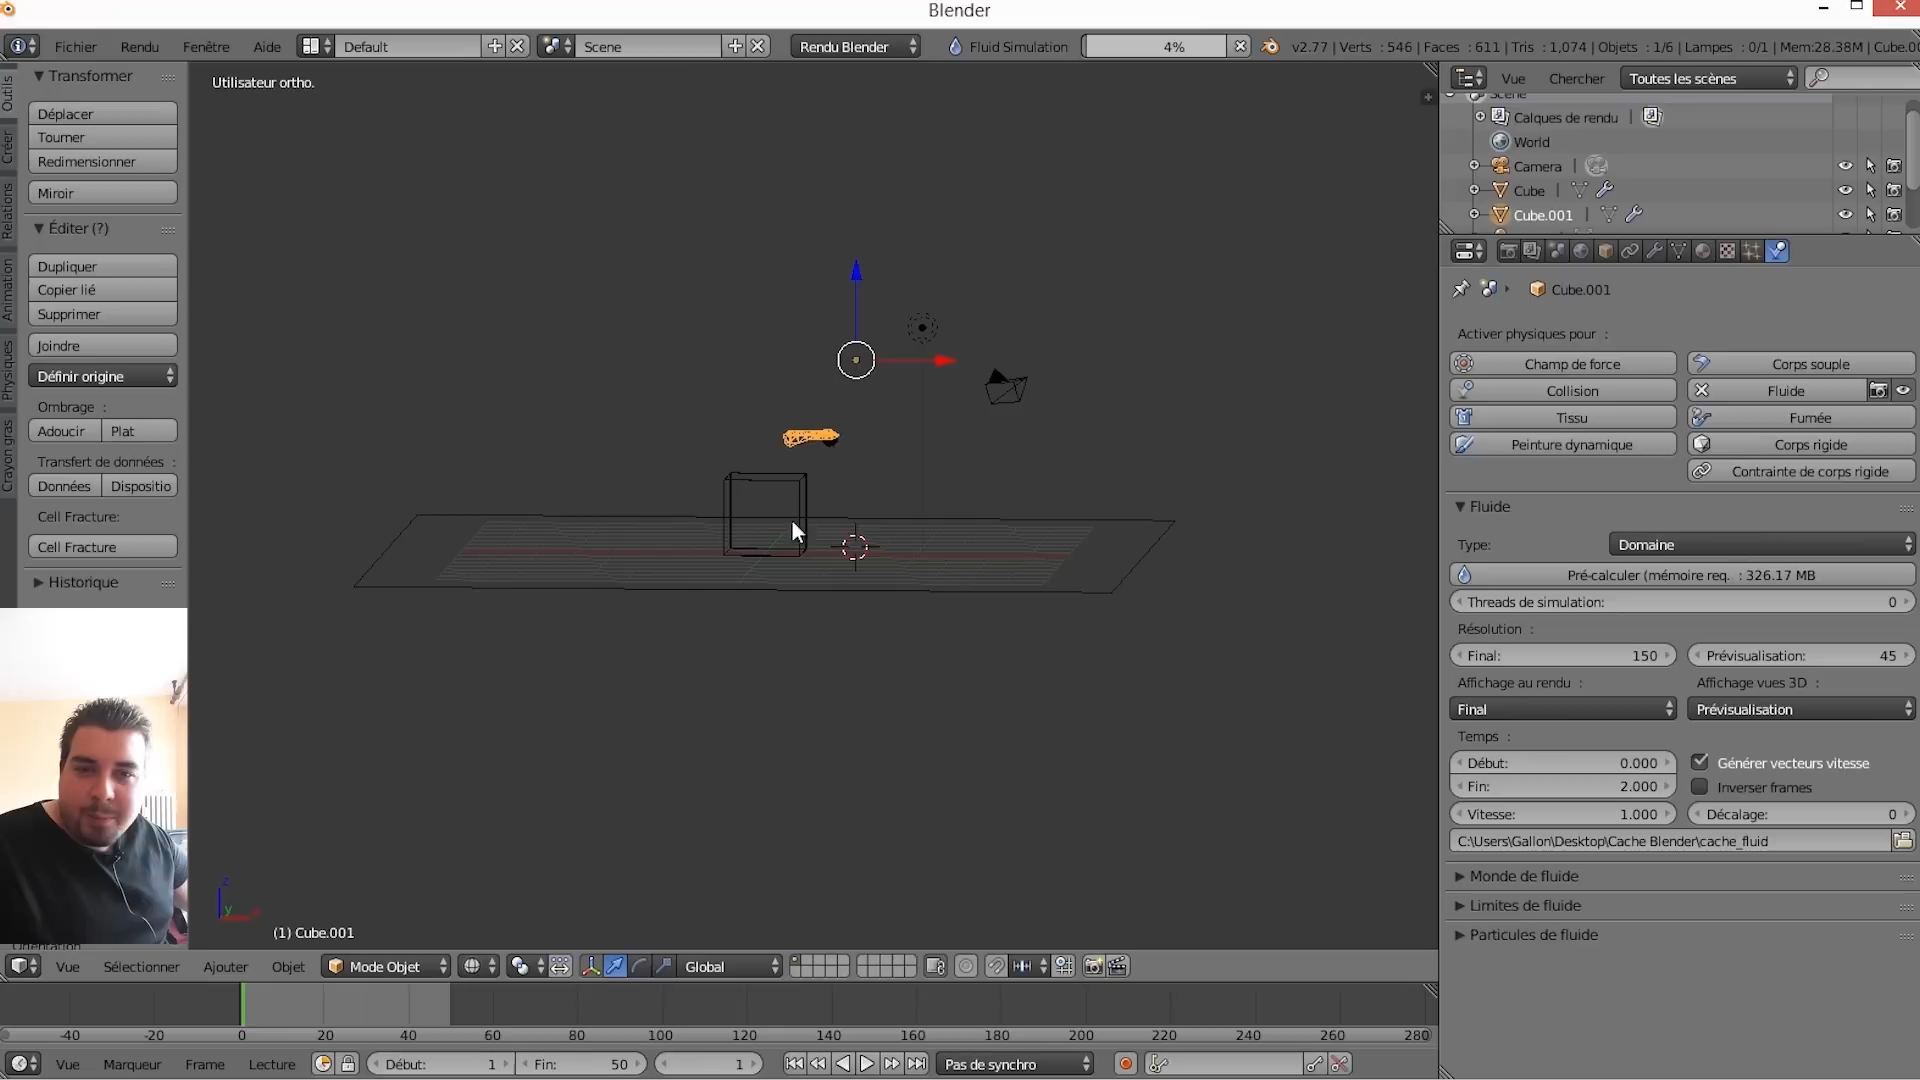 Blender
Fichier Rendu Fenêtre Aide Default Scene Rendu Blender Fluid Simulation 4% v2.77 | Verts : 546 | Faces : 611 | Tris : 1,074 | Objets : 1/6 | Lampes : 0/1 | Mem:28.38M | Cube.00
Outils
Créer
Relations
Animation
Physiques
Crayon gras
Transformer
Déplacer
Tourner
Redimensionner
Miroir
Éditer (?)
Dupliquer
Copier lié
Supprimer
Joindre
Définir origine
Ombrage :
Adoucir Plat
Transfert de données :
Données Dispositio
Cell Fracture:
Cell Fracture
Historique
Orientation
Utilisateur ortho.
z
y
(1) Cube.001
Vue Chercher Toutes les scènes
Scene
Calques de rendu |
World
Camera |
Cube |
Cube.001 |
Cube.001
Activer physiques pour :
Champ de force Corps souple
Collision Fluide
Tissu Fumée
Peinture dynamique Corps rigide
Contrainte de corps rigide
Fluide
Type: Domaine
Pré-calculer (mémoire req. : 326.17 MB
Threads de simulation: 0
Résolution :
Final: 150 Prévisualisation: 45
Affichage au rendu : Affichage vues 3D :
Final Prévisualisation
Temps :
Début: 0.000 Générer vecteurs vitesse
Fin: 2.000 Inverser frames
Vitesse: 1.000 Décalage: 0
C:\Users\Gallon\Desktop\Cache Blender\cache_fluid
Monde de fluide
Limites de fluide
Particules de fluide
Vue Sélectionner Ajouter Objet Mode Objet Global
-40 -20 0 20 40 60 80 100 120 140 160 180 200 220 240 260 280
Vue Marqueur Frame Lecture Début: 1 Fin: 50 1 Pas de synchro